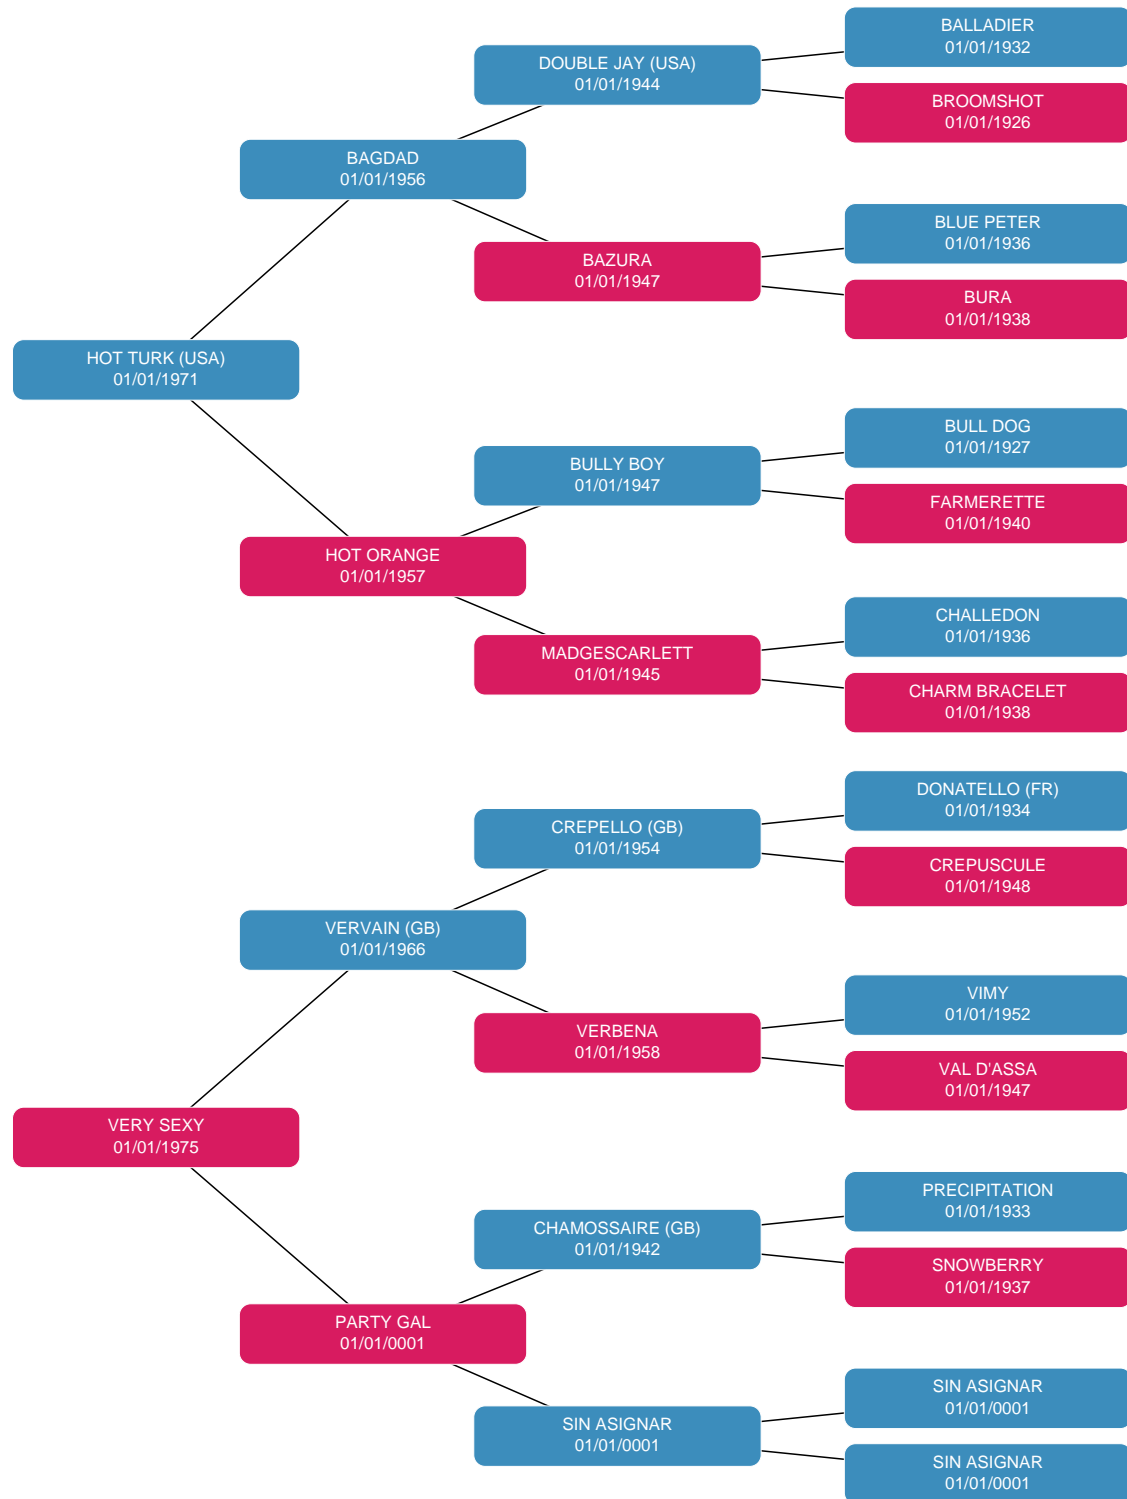 BALLADIER
01/01/1932
DOUBLE JAY (USA)
01/01/1944
BROOMSHOT
01/01/1926
BAGDAD
01/01/1956
BLUE PETER
01/01/1936
BAZURA
01/01/1947
BURA
01/01/1938
HOT TURK (USA)
01/01/1971
BULL DOG
01/01/1927
BULLY BOY
01/01/1947
FARMERETTE
01/01/1940
HOT ORANGE
01/01/1957
CHALLEDON
01/01/1936
MADGESCARLETT
01/01/1945
CHARM BRACELET
01/01/1938
DONATELLO (FR)
01/01/1934
CREPELLO (GB)
01/01/1954
CREPUSCULE
01/01/1948
VERVAIN (GB)
01/01/1966
VIMY
01/01/1952
VERBENA
01/01/1958
VAL D'ASSA
01/01/1947
VERY SEXY
01/01/1975
PRECIPITATION
01/01/1933
CHAMOSSAIRE (GB)
01/01/1942
SNOWBERRY
01/01/1937
PARTY GAL
01/01/0001
SIN ASIGNAR
01/01/0001
SIN ASIGNAR
01/01/0001
SIN ASIGNAR
01/01/0001